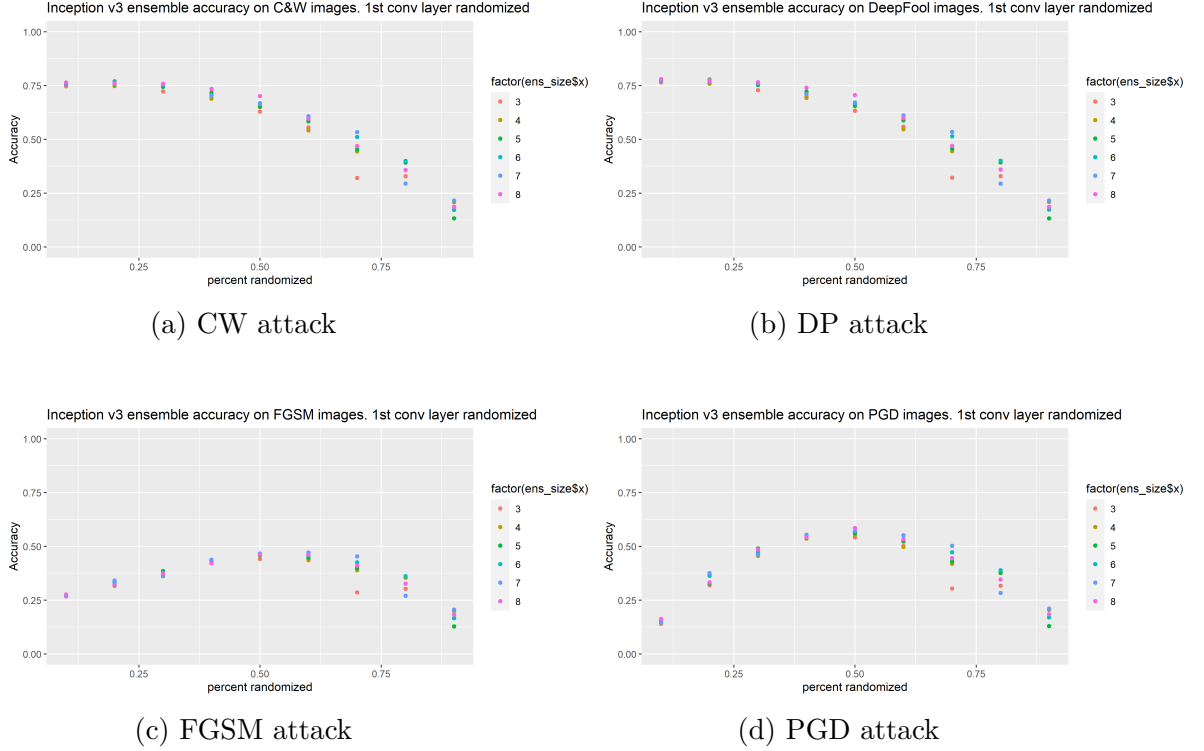 Inception v3 ensemble accuracy on C&W images. 1st conv layer randomized
1.00
0.75
0.50
0.25
0.00
Accuracy
0.25
0.50
0.75
percent randomized
factor(ens_size$x)
3
4
5
6
7
8
(a) CW attack
Inception v3 ensemble accuracy on DeepFool images. 1st conv layer randomized
1.00
0.75
0.50
0.25
0.00
Accuracy
0.25
0.50
0.75
percent randomized
factor(ens_size$x)
3
4
5
6
7
8
(b) DP attack
Inception v3 ensemble accuracy on FGSM images. 1st conv layer randomized
1.00
0.75
0.50
0.25
0.00
Accuracy
0.25
0.50
0.75
percent randomized
factor(ens_size$x)
3
4
5
6
7
8
(c) FGSM attack
Inception v3 ensemble accuracy on PGD images. 1st conv layer randomized
1.00
0.75
0.50
0.25
0.00
Accuracy
0.25
0.50
0.75
percent randomized
factor(ens_size$x)
3
4
5
6
7
8
(d) PGD attack